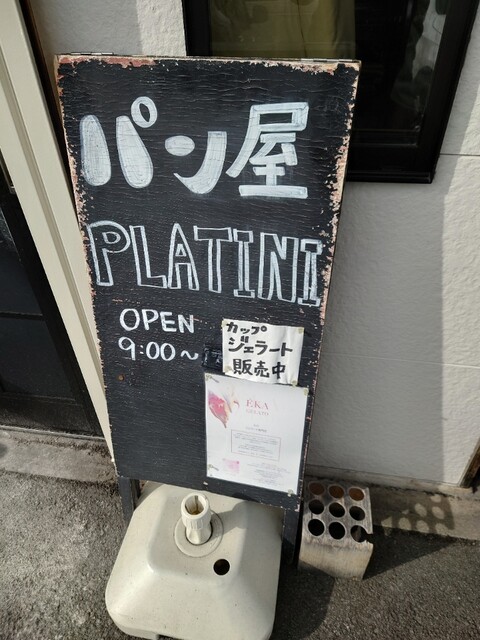 パン屋
PLATINI
OPEN
9:00～
カップ
ジェラート
販売中
EKA
GELATO